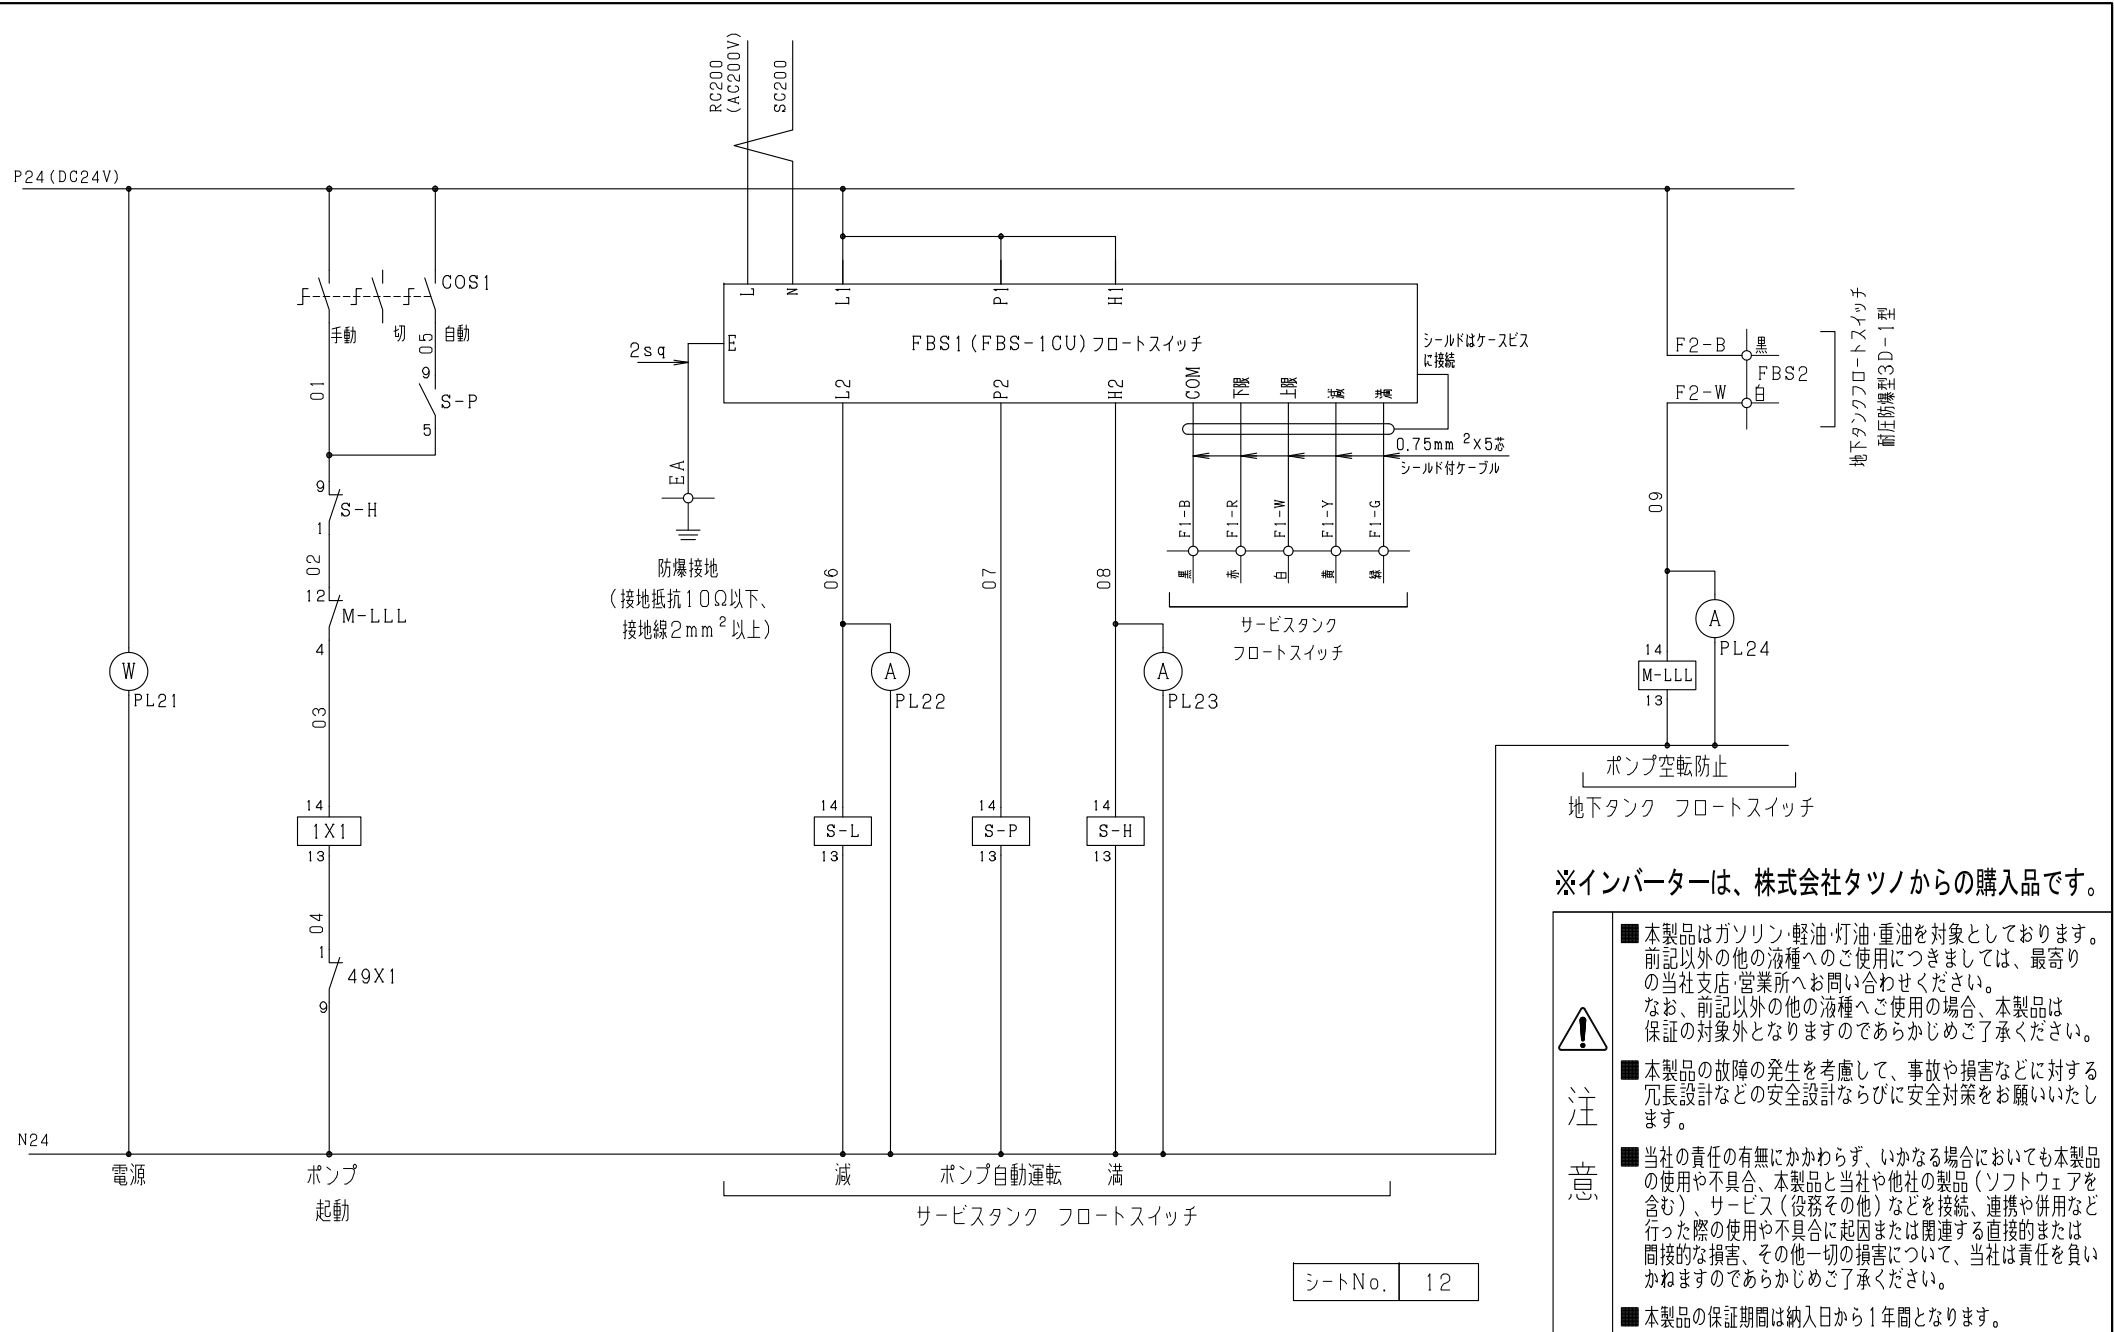 RC200
(AC200V)
SC200
P24(DC24V)
COS1
手動
切
自動
05
9
S-P
5
01
9
S-H
1
02
12
M-LLL
4
W
PL21
03
14
1X1
13
04
1
49X1
9
N24
電源
ポンプ
起動
L
N
L1
P1
H1
E
FBS1(FBS-1CU)フロートスイッチ
L2
P2
H2
COM
下限
上限
減
満
2sq
EA
防爆接地
(接地抵抗10Ω以下、
接地線2mm²以上)
シールドはケースビス
に接続
0.75mm²×5芯
シールド付ケーブル
F1-B
F1-R
F1-W
F1-Y
F1-G
黒
赤
白
黄
緑
サービスタンク
フロートスイッチ
06
07
08
A
PL22
A
PL23
14
S-L
13
14
S-P
13
14
S-H
13
減
ポンプ自動運転
満
サービスタンク フロートスイッチ
F2-B
黒
FBS2
F2-W
白
地下タンクフロートスイッチ
耐圧防爆型3D-1型
09
A
PL24
14
M-LLL
13
ポンプ空転防止
地下タンク フロートスイッチ
※インバーターは、株式会社タツノからの購入品です。
注意
■本製品はガソリン・軽油・灯油・重油を対象としております。
前記以外の他の液種へのご使用につきましては、最寄り
の当社支店・営業所へお問い合わせください。
なお、前記以外の他の液種へご使用の場合、本製品は
保証の対象外となりますのであらかじめご了承ください。
■本製品の故障の発生を考慮して、事故や損害などに対する
冗長設計などの安全設計ならびに安全対策をお願いいたし
ます。
■当社の責任の有無にかかわらず、いかなる場合においても本製品
の使用や不具合、本製品と当社や他社の製品(ソフトウェアを
含む)、サービス(役務その他)などを接続、連携や併用など
行った際の使用や不具合に起因または関連する直接的または
間接的な損害、その他一切の損害について、当社は責任を負い
かねますのであらかじめご了承ください。
■本製品の保証期間は納入日から1年間となります。
シートNo. 12